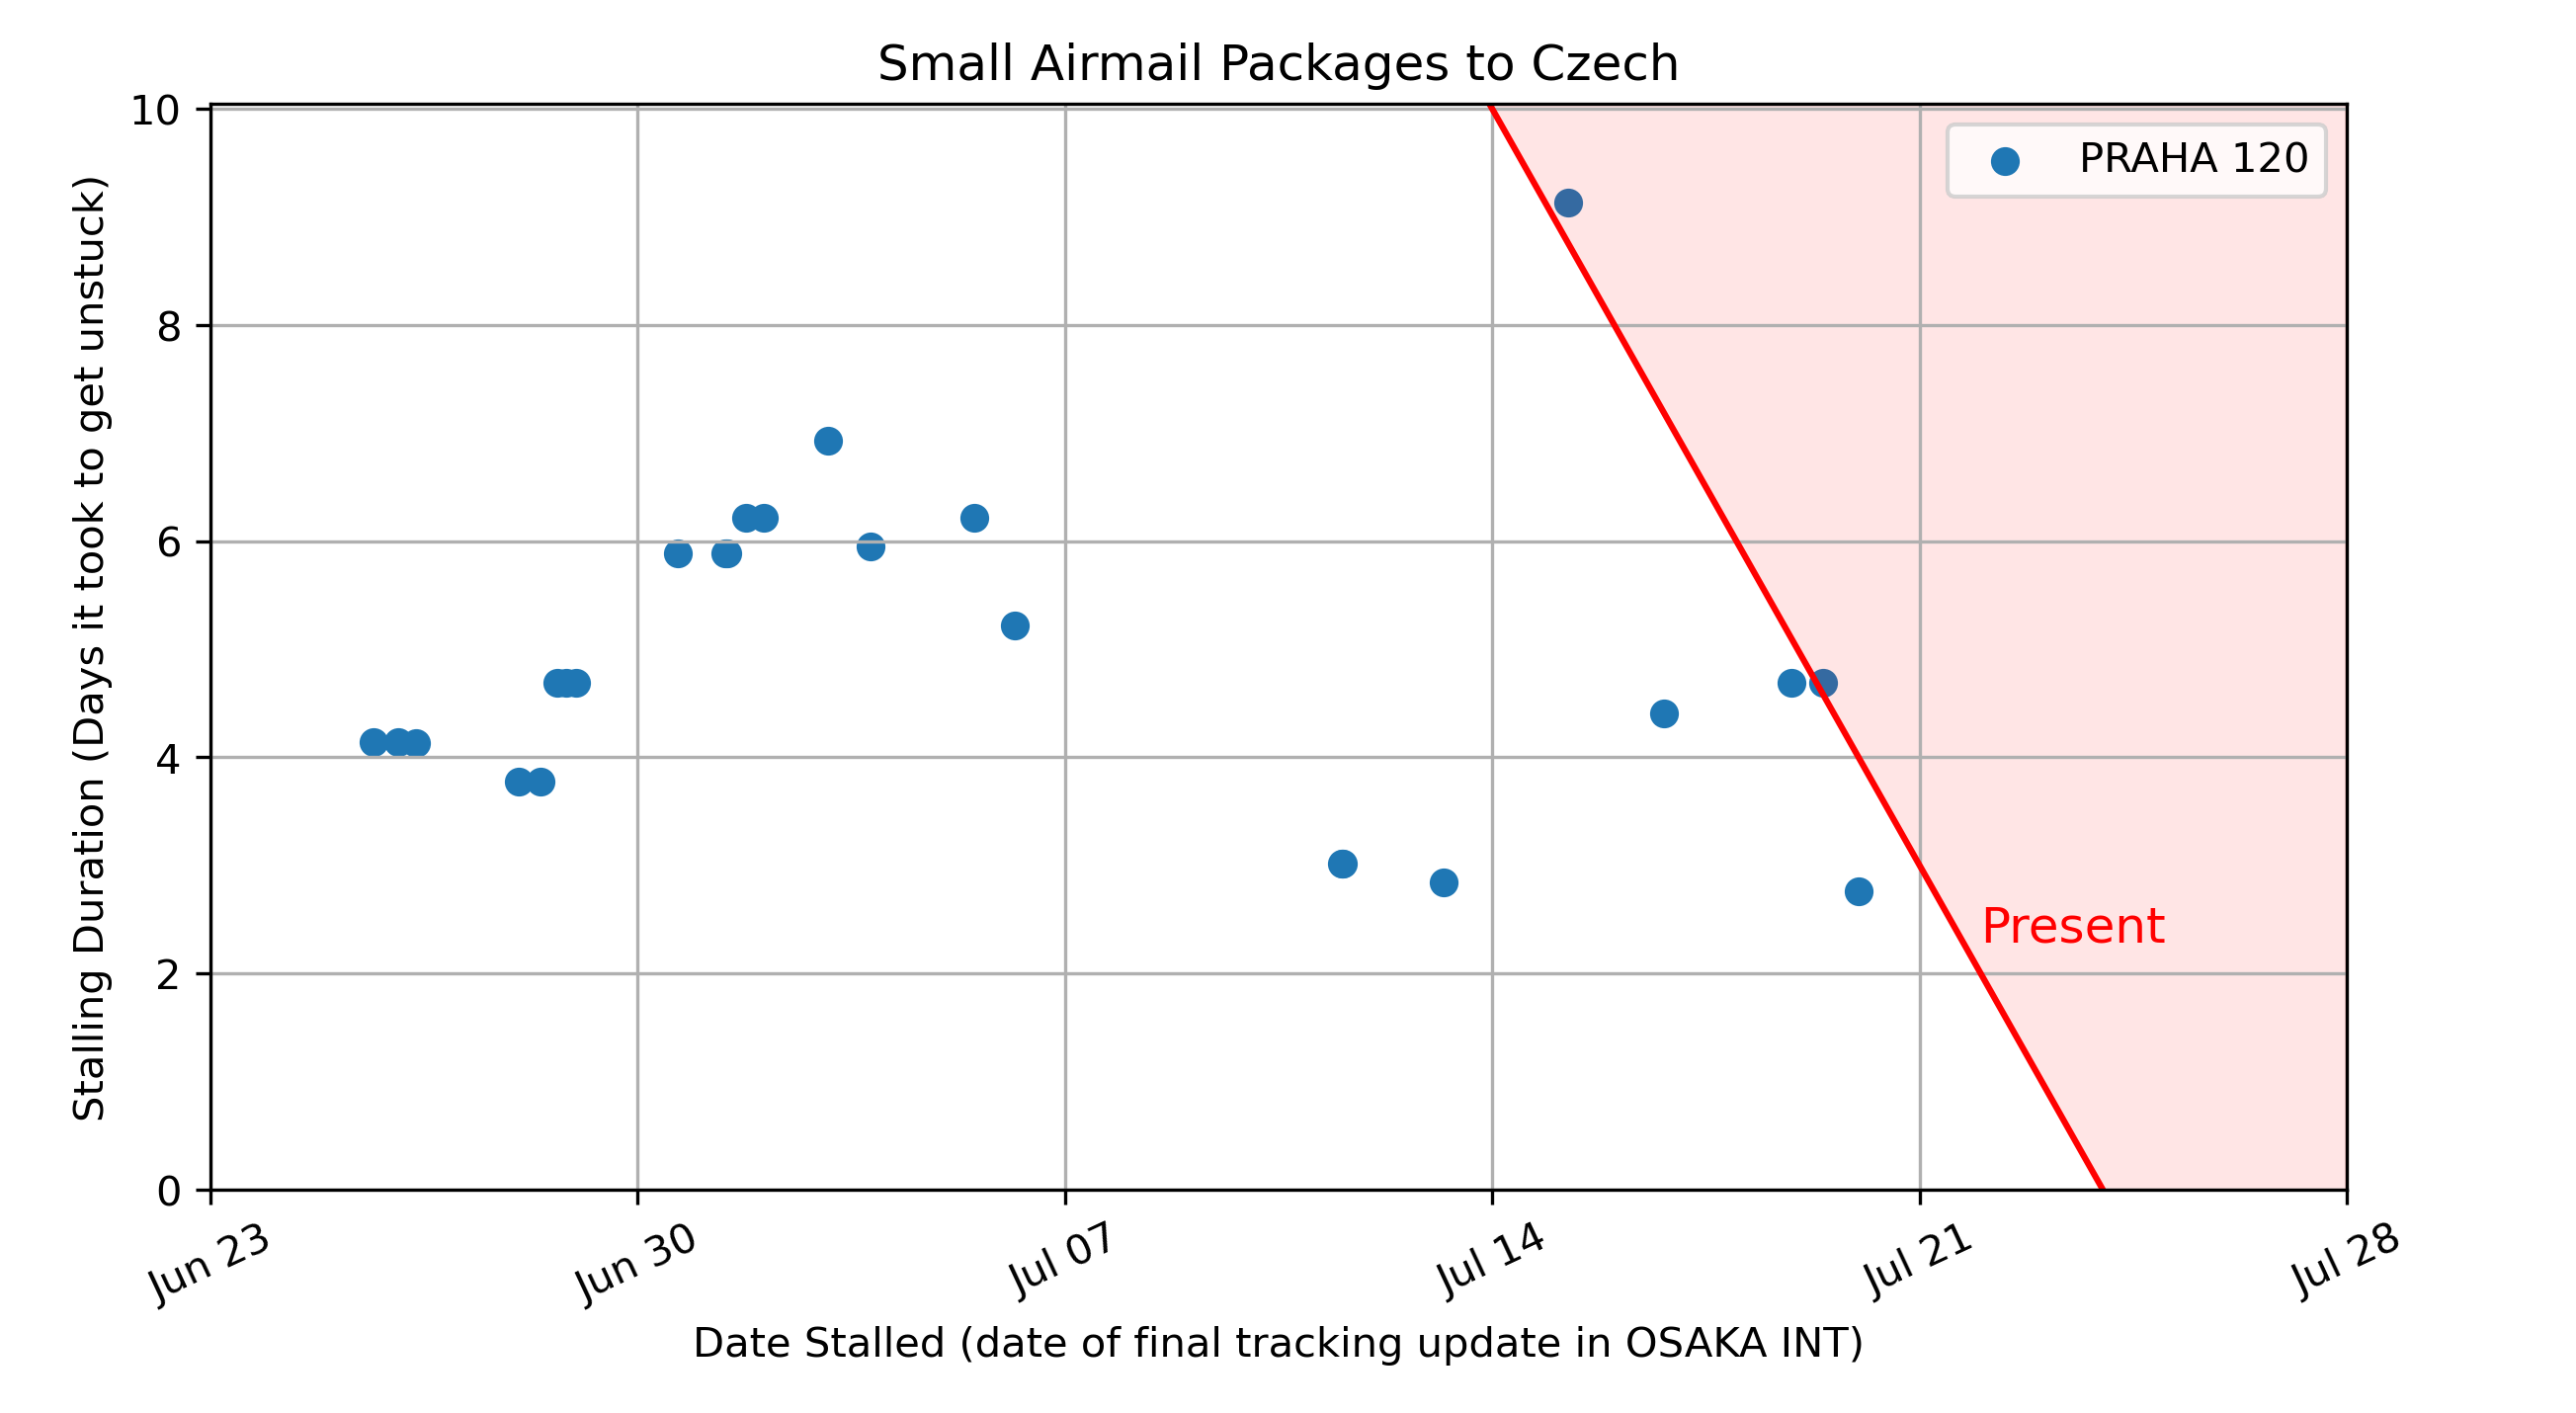 Small Airmail Packages to Czech
Stalling Duration (Days it took to get unstuck)
10
8
6
4
2
0
PRAHA 120
Present
Jun 23
Jun 30
Jul 07
Jul 14
Jul 21
Jul 28
Date Stalled (date of final tracking update in OSAKA INT)